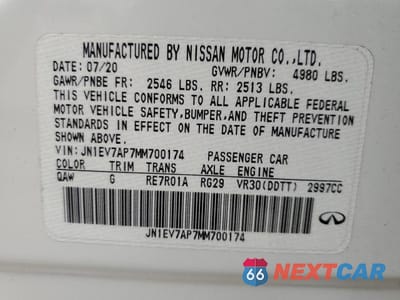 MANUFACTURED BY NISSAN MOTOR CO.,LTD.
DATE: 07/20 GVWR/PNBV: 4980 LBS.
GAWR/PNBE FR: 2546 LBS. RR: 2513 LBS.
THIS VEHICLE CONFORMS TO ALL APPLICABLE FEDERAL
MOTOR VEHICLE SAFETY,BUMPER,AND THEFT PREVENTION
STANDARDS IN EFFECT ON THE DATE OF MANUFACTURE
SHOWN ABOVE.
VIN: JN1EV7AP7MM700174 PASSENGER CAR
COLOR TRIM TRANS AXLE ENGINE
QAW G RE7R01A RG29 VR30(DDTT) 2997CC
JN1EV7AP7MM700174
66 NEXTCAR